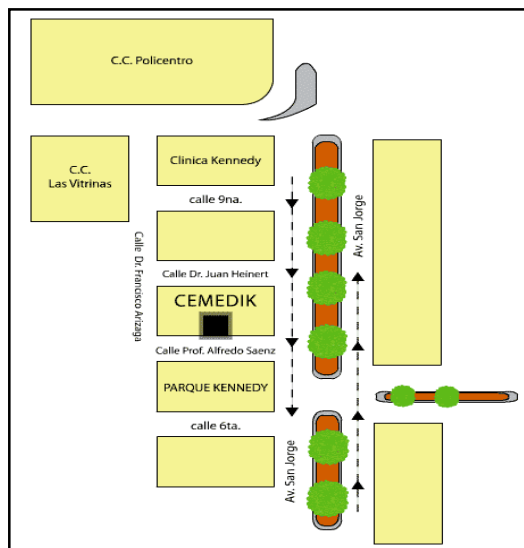 C.C. Policentro
C.C.
Las Vitrinas
Clinica Kennedy
calle 9na.
Av. San Jorge
Calle Dr. Francisco Arizaga
Calle Dr. Juan Heinert
CEMEDIK
Calle Prof. Alfredo Saenz
PARQUE KENNEDY
calle 6ta.
Av. San Jorge